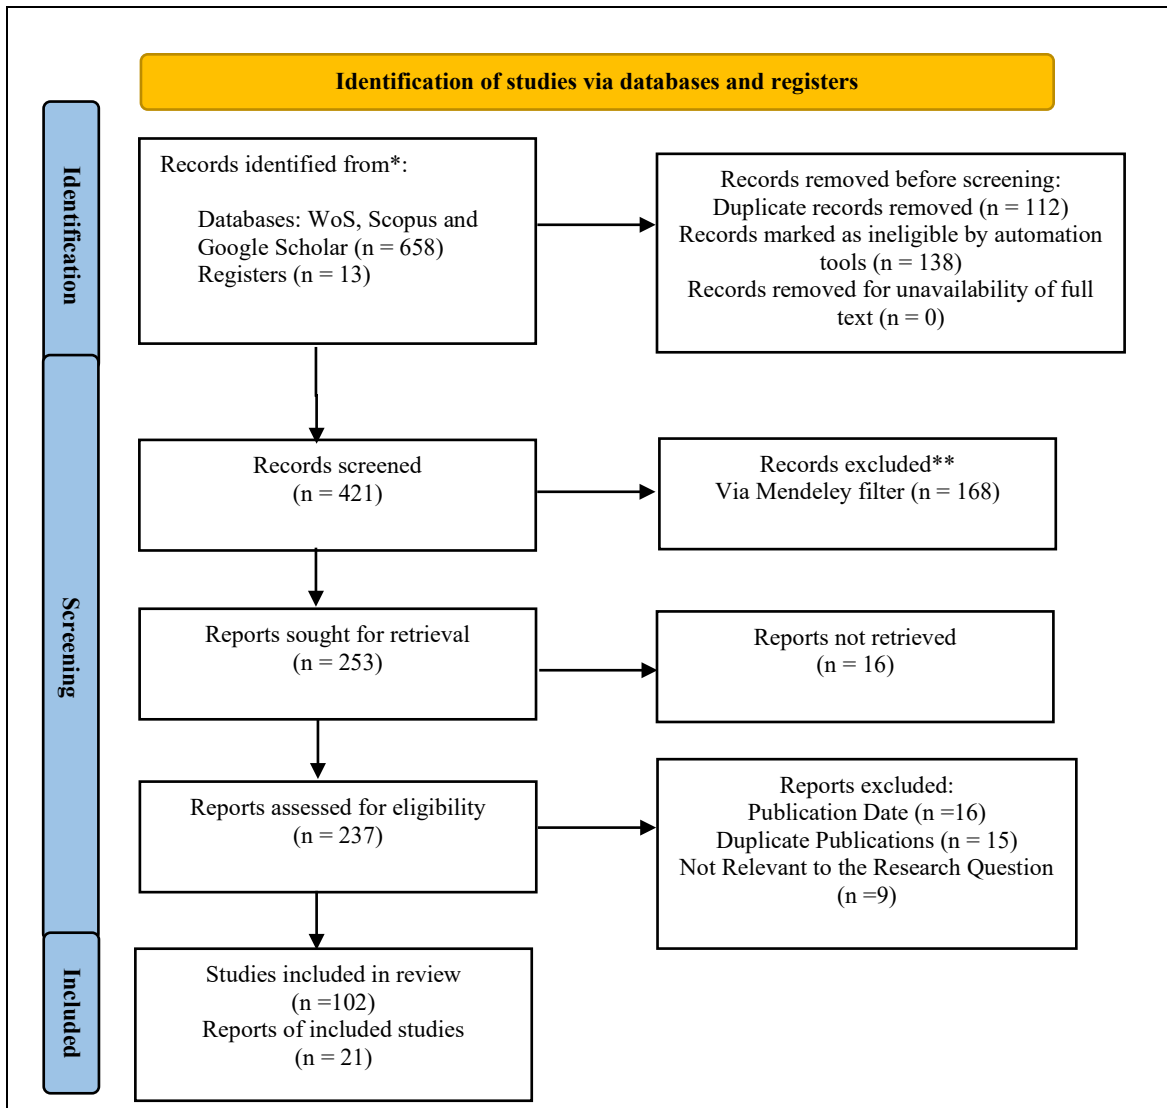 Identification of studies via databases and registers
Identification
Records identified from*:
Databases: WoS, Scopus and
Google Scholar (n = 658)
Registers (n = 13)
Records removed before screening:
Duplicate records removed (n = 112)
Records marked as ineligible by automation
tools (n = 138)
Records removed for unavailability of full
text (n = 0)
Screening
Records screened
(n = 421)
Records excluded**
Via Mendeley filter (n = 168)
Reports sought for retrieval
(n = 253)
Reports not retrieved
(n = 16)
Reports assessed for eligibility
(n = 237)
Reports excluded:
Publication Date (n =16)
Duplicate Publications (n = 15)
Not Relevant to the Research Question
(n =9)
Included
Studies included in review
(n =102)
Reports of included studies
(n = 21)